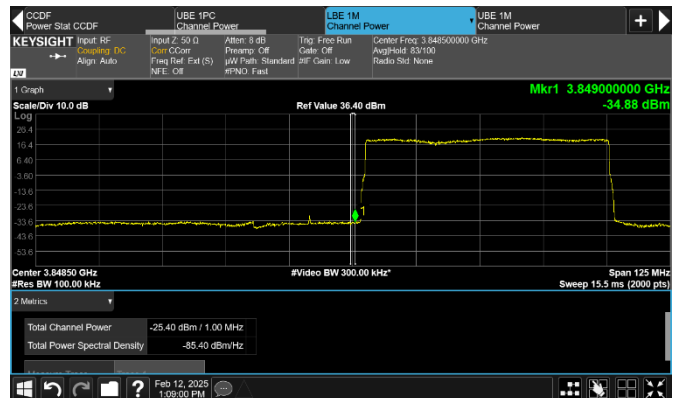 CCDF
Power Stat CCDF
UBE 1PC
Channel Power
LBE 1M
Channel Power
UBE 1M
Channel Power
KEYSIGHT
LXI
Input: RF
Coupling: DC
Align: Auto
Input Z: 50 Ω
Corr CCorr
Freq Ref: Ext (S)
NFE: Off
Atten: 8 dB
Preamp: Off
µW Path: Standard
#PNO: Fast
Trig: Free Run
Gate: Off
#IF Gain: Low
Center Freq: 3.848500000 GHz
Avg|Hold: 83/100
Radio Std: None
1 Graph
Mkr1 3.849000000 GHz
-34.88 dBm
Scale/Div 10.0 dB
Ref Value 36.40 dBm
Log
26.4
16.4
6.40
-3.60
-13.6
-23.6
-33.6
-43.6
-53.6
1
Center 3.84850 GHz
#Video BW 300.00 kHz*
Span 125 MHz
#Res BW 100.00 kHz
Sweep 15.5 ms (2000 pts)
2 Metrics
Total Channel Power -25.40 dBm / 1.00 MHz
Total Power Spectral Density -85.40 dBm/Hz
?
Feb 12, 2025
1:09:00 PM